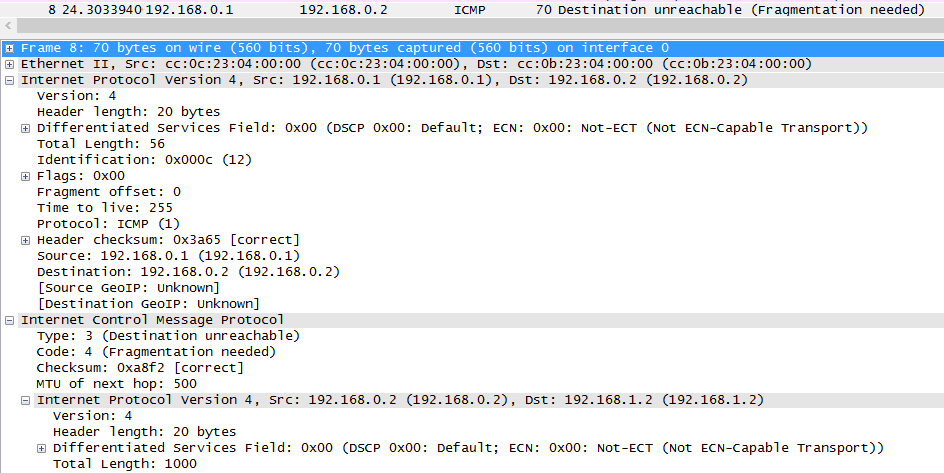 8 24.3033940 192.168.0.1 192.168.0.2 ICMP 70 Destination unreachable (Fragmentation needed)
Frame 8: 70 bytes on wire (560 bits), 70 bytes captured (560 bits) on interface 0
Ethernet II, Src: cc:0c:23:04:00:00 (cc:0c:23:04:00:00), Dst: cc:0b:23:04:00:00 (cc:0b:23:04:00:00)
Internet Protocol Version 4, Src: 192.168.0.1 (192.168.0.1), Dst: 192.168.0.2 (192.168.0.2)
Version: 4
Header length: 20 bytes
Differentiated Services Field: 0x00 (DSCP 0x00: Default; ECN: 0x00: Not-ECT (Not ECN-Capable Transport))
Total Length: 56
Identification: 0x000c (12)
Flags: 0x00
Fragment offset: 0
Time to live: 255
Protocol: ICMP (1)
Header checksum: 0x3a65 [correct]
Source: 192.168.0.1 (192.168.0.1)
Destination: 192.168.0.2 (192.168.0.2)
[Source GeoIP: Unknown]
[Destination GeoIP: Unknown]
Internet Control Message Protocol
Type: 3 (Destination unreachable)
Code: 4 (Fragmentation needed)
Checksum: 0xa8f2 [correct]
MTU of next hop: 500
Internet Protocol Version 4, Src: 192.168.0.2 (192.168.0.2), Dst: 192.168.1.2 (192.168.1.2)
Version: 4
Header length: 20 bytes
Differentiated Services Field: 0x00 (DSCP 0x00: Default; ECN: 0x00: Not-ECT (Not ECN-Capable Transport))
Total Length: 1000